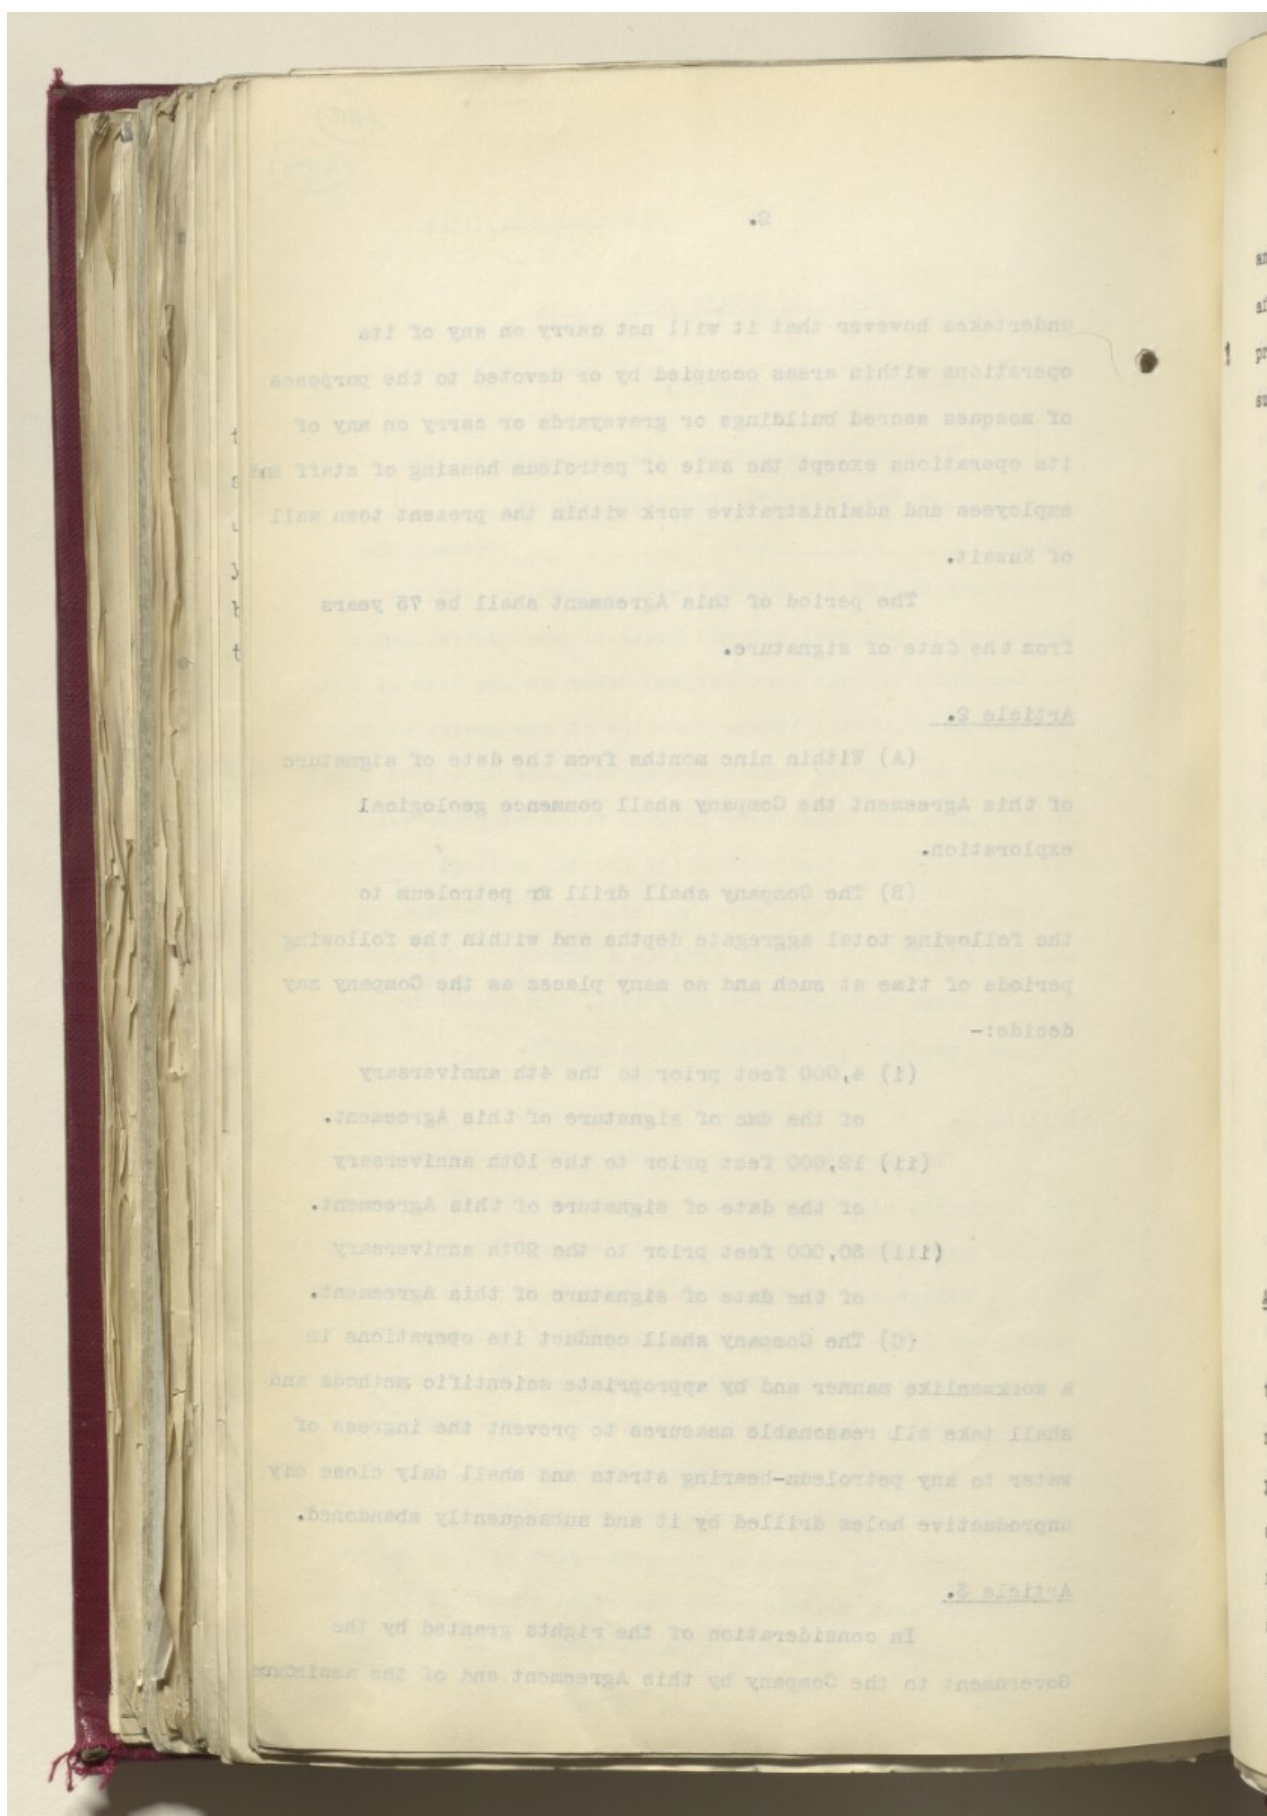 2.
undertakes however that it will not carry on any of its
operations within areas occupied by or devoted to the purposes
of mosques sacred buildings or graveyards or carry on any of
its operations except the sale of petroleum housing of staff and
employees and administrative work within the present town wall
of Kuwait.
The period of this Agreement shall be 75 years
from the date of signature.
Article 2.
(A) Within nine months from the date of signature
of this Agreement the Company shall commence geological
exploration.
(B) The Company shall drill for petroleum to
the following total aggregate depths and within the following
periods of time at such and so many places as the Company may
decide:-
(i) 4,000 feet prior to the 4th anniversary
of the date of signature of this Agreement.
(ii) 12,000 feet prior to the 10th anniversary
of the date of signature of this Agreement.
(iii) 30,000 feet prior to the 20th anniversary
of the date of signature of this Agreement.
(C) The Company shall conduct its operations in
a workmanlike manner and by appropriate scientific methods and
shall take all reasonable measures to prevent the ingress of
water to any petroleum-bearing strata and shall duly close any
unproductive holes drilled by it and subsequently abandoned.
Article 3.
In consideration of the rights granted by the
Government to the Company by this Agreement and of the assistance